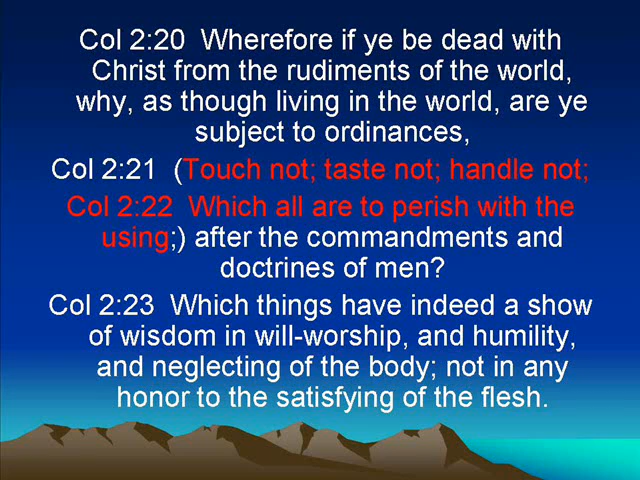 Col 2:20 Wherefore if ye be dead with
Christ from the rudiments of the world,
why, as though living in the world, are ye
subject to ordinances,
Col 2:21 (Touch not; taste not; handle not;
Col 2:22 Which all are to perish with the
using;) after the commandments and
doctrines of men?
Col 2:23 Which things have indeed a show
of wisdom in will-worship, and humility,
and neglecting of the body; not in any
honor to the satisfying of the flesh.